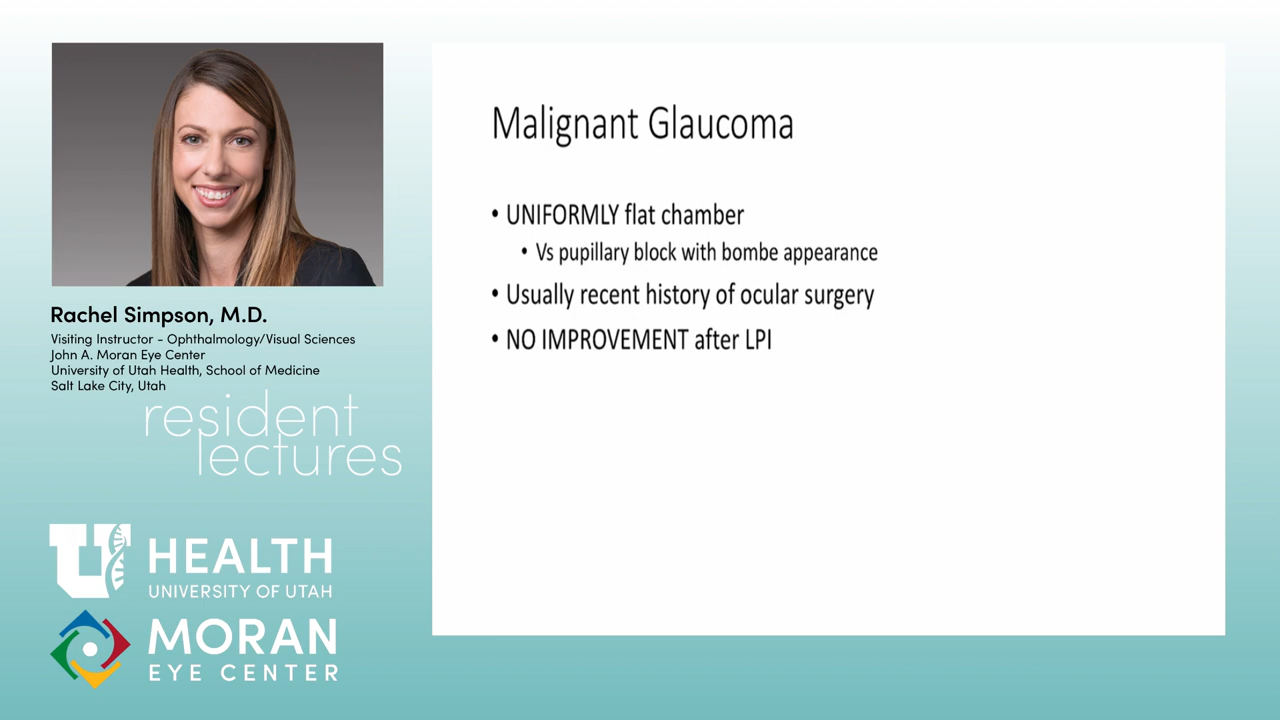 Rachel Simpson, M.D.
Visiting Instructor - Ophthalmology/Visual Sciences
John A. Moran Eye Center
University of Utah Health, School of Medicine
Salt Lake City, Utah
resident
lectures
U HEALTH
UNIVERSITY OF UTAH
MORAN
EYE CENTER
Malignant Glaucoma
• UNIFORMLY flat chamber
• Vs pupillary block with bombe appearance
• Usually recent history of ocular surgery
• NO IMPROVEMENT after LPI